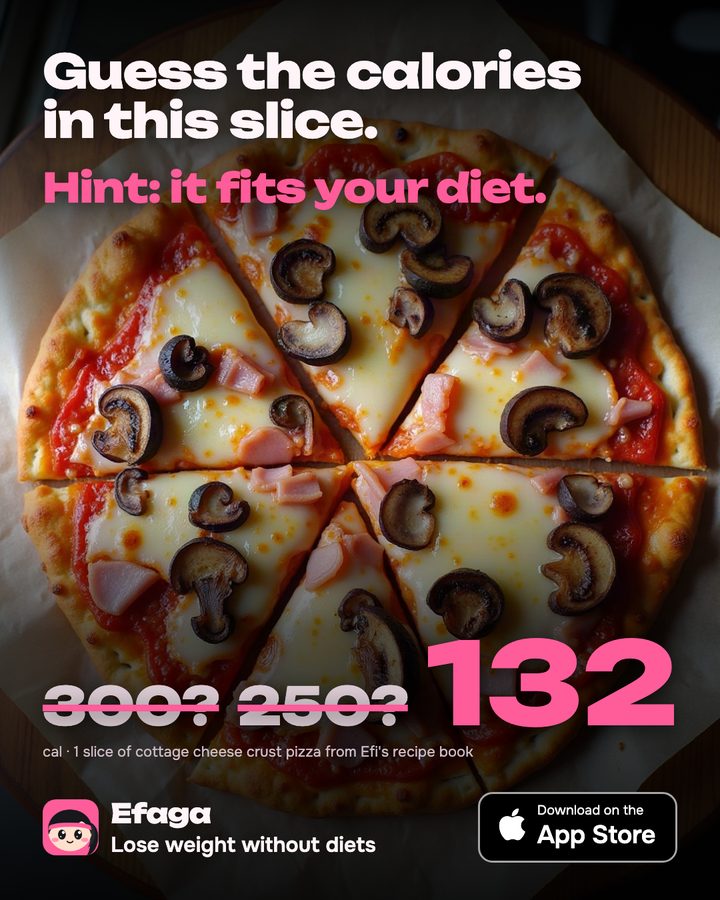 Guess the calories
in this slice.
Hint: it fits your diet.
300? 250? 132
cal · 1 slice of cottage cheese crust pizza from Efi's recipe book
Efaga
Lose weight without diets
Download on the
App Store